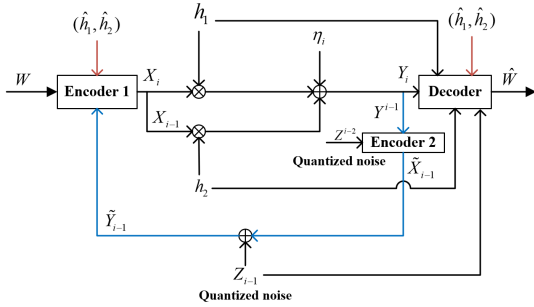 (ĥ₁, ĥ₂)
h₁
ηᵢ
(ĥ₁, ĥ₂)
W
Encoder 1
Xᵢ
Yᵢ
Decoder
Ŵ
Xᵢ₋₁
Yⁱ⁻¹
Zⁱ⁻²
Encoder 2
Quantized noise
h₂
X̃ᵢ₋₁
Ỹᵢ₋₁
Zᵢ₋₁
Quantized noise